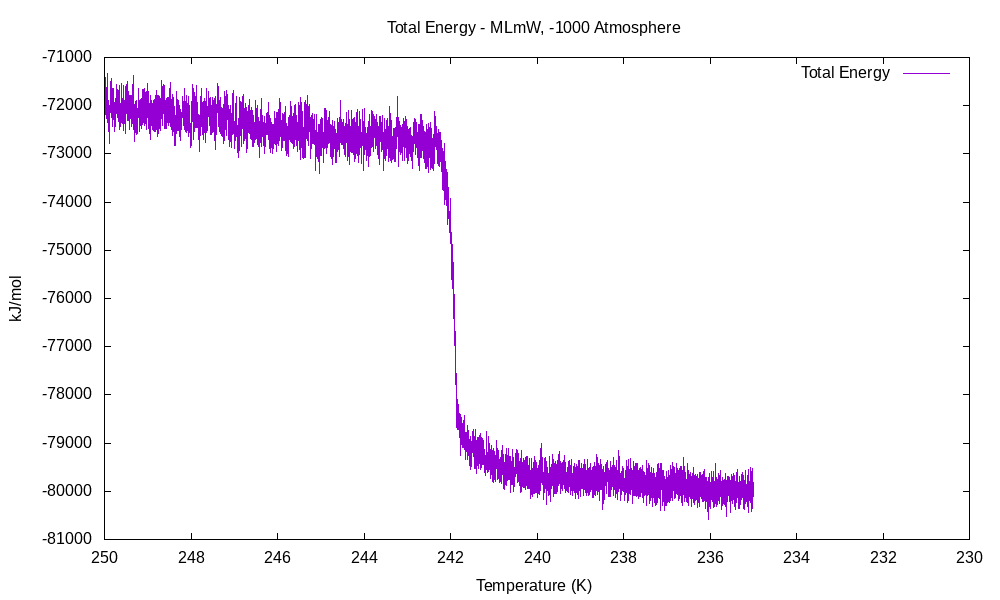 Total Energy - MLmW, -1000 Atmosphere
Total Energy
-71000
-72000
-73000
-74000
-75000
-76000
-77000
-78000
-79000
-80000
-81000
kJ/mol
250 248 246 244 242 240 238 236 234 232 230
Temperature (K)